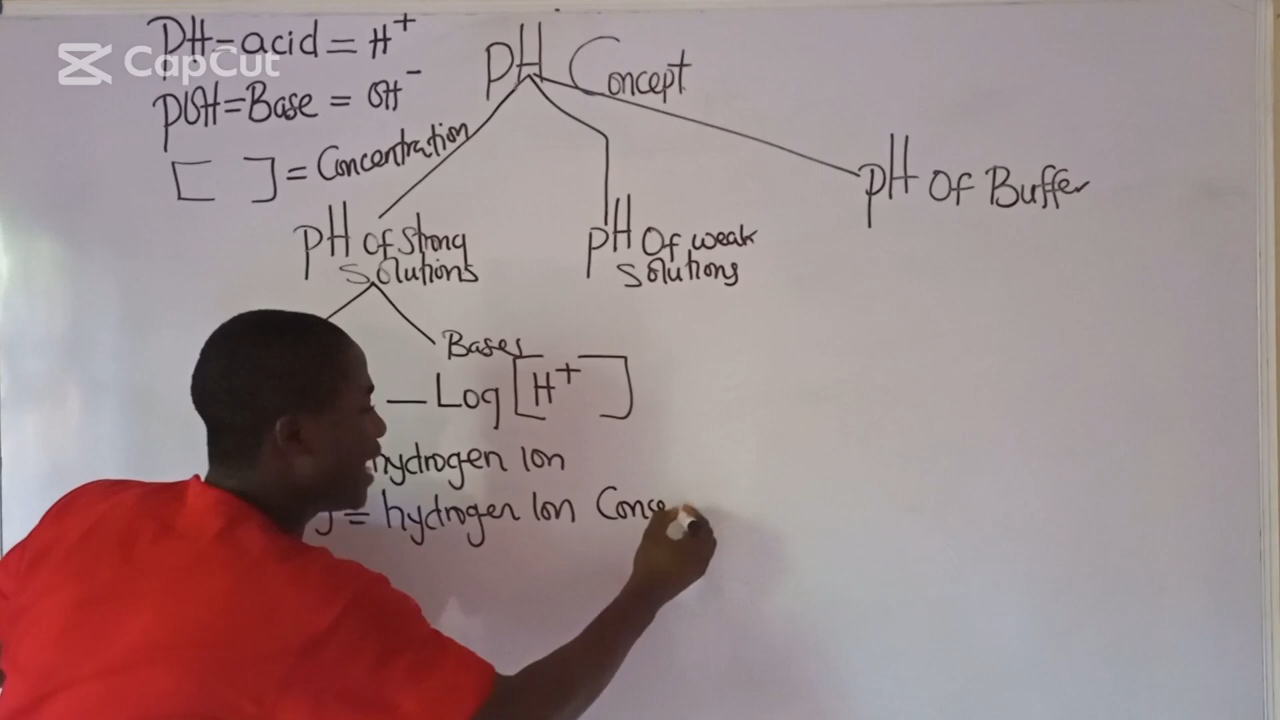 PH-acid = H⁺
CapCut
pOH=Base = OH⁻
[ ] = Concentration
pH Concept
pH Of Strong
Solutions
pH Of weak
Solutions
pH Of Buffer
Bases
— Log [H⁺ ]
hydrogen Ion
] = hydrogen Ion Conce